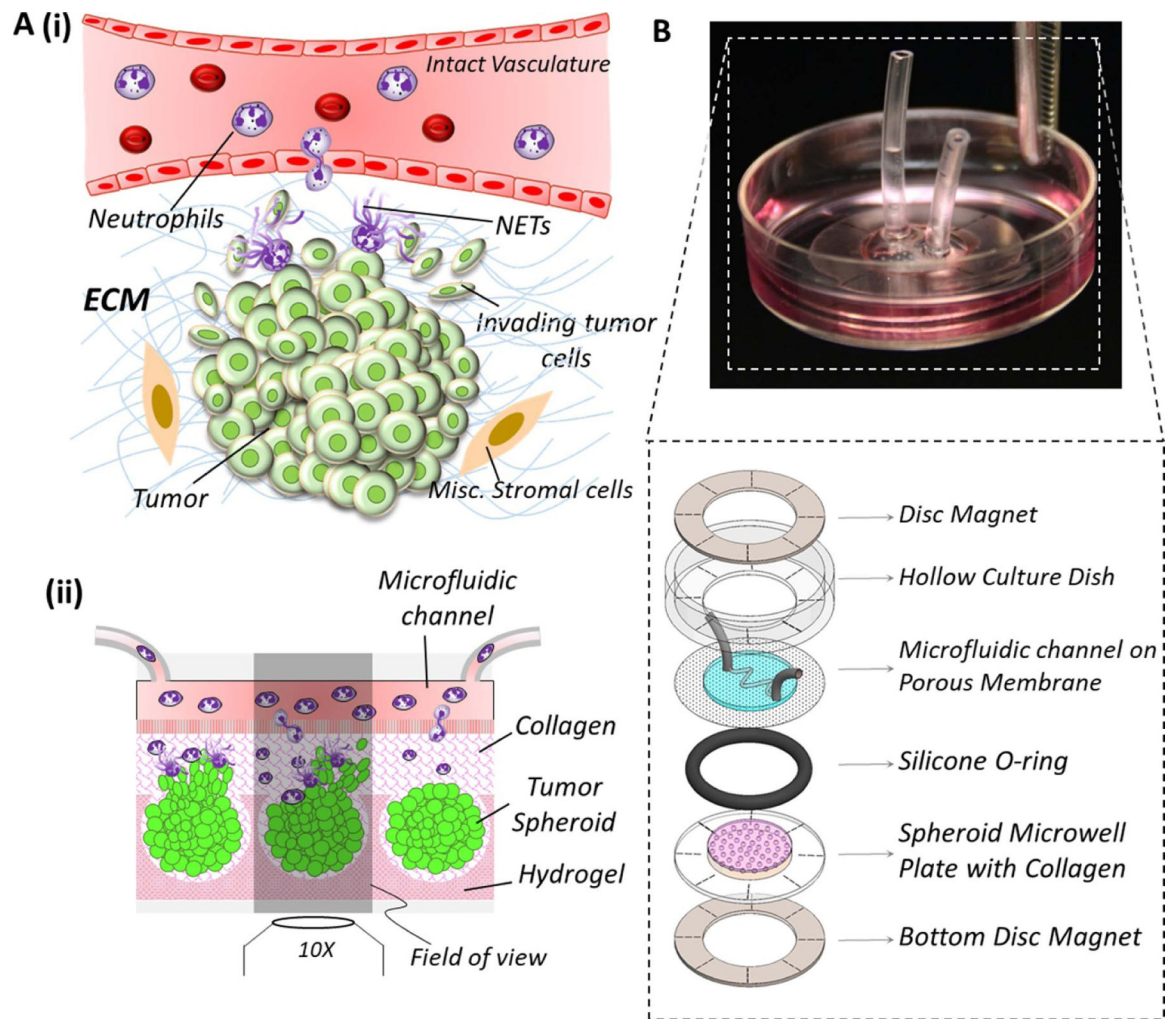 A (i)
Intact Vasculature
Neutrophils
NETs
ECM
Invading tumor
cells
Tumor
Misc. Stromal cells
(ii)
Microfluidic
channel
Collagen
Tumor
Spheroid
Hydrogel
10X
Field of view
B
Disc Magnet
Hollow Culture Dish
Microfluidic channel on
Porous Membrane
Silicone O-ring
Spheroid Microwell
Plate with Collagen
Bottom Disc Magnet